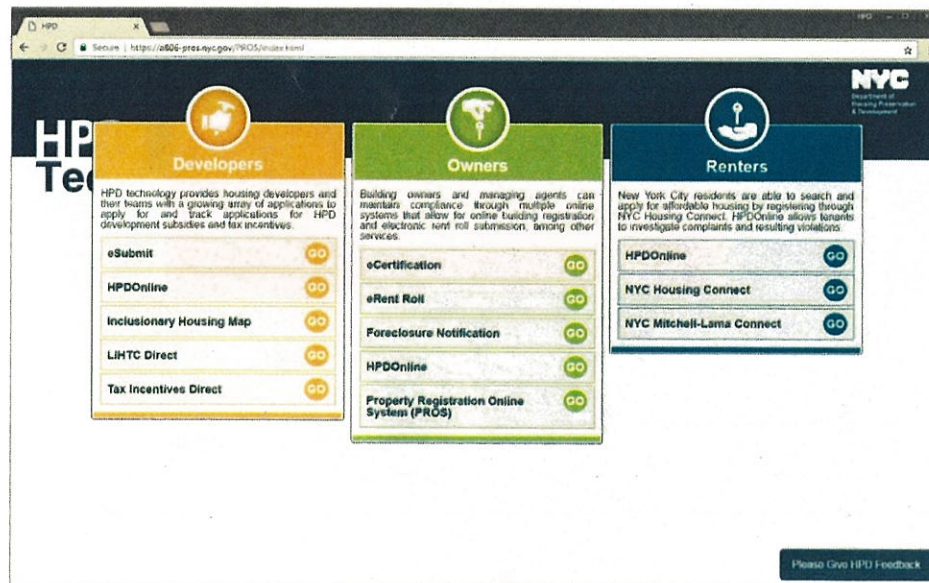 HPD
HPD
Secure | https://a806-pros.nyc.gov/PROS/index.html
NYC
Department of
Housing Preservation
& Development
HP
Tec
Developers
HPD technology provides housing developers and
their teams with a growing array of applications to
apply for and track applications for HPD
development subsidies and tax incentives.
eSubmit GO
HPDOnline GO
Inclusionary Housing Map GO
LIHTC Direct GO
Tax Incentives Direct GO
Owners
Building owners and managing agents can
maintain compliance through multiple online
systems that allow for online building registration
and electronic rent roll submission, among other
services.
eCertification GO
eRent Roll GO
Foreclosure Notification GO
HPDOnline GO
Property Registration Online
System (PROS) GO
Renters
New York City residents are able to search and
apply for affordable housing by registering through
NYC Housing Connect. HPDOnline allows tenants
to investigate complaints and resulting violations.
HPDOnline GO
NYC Housing Connect GO
NYC Mitchell-Lama Connect GO
Please Give HPD Feedback